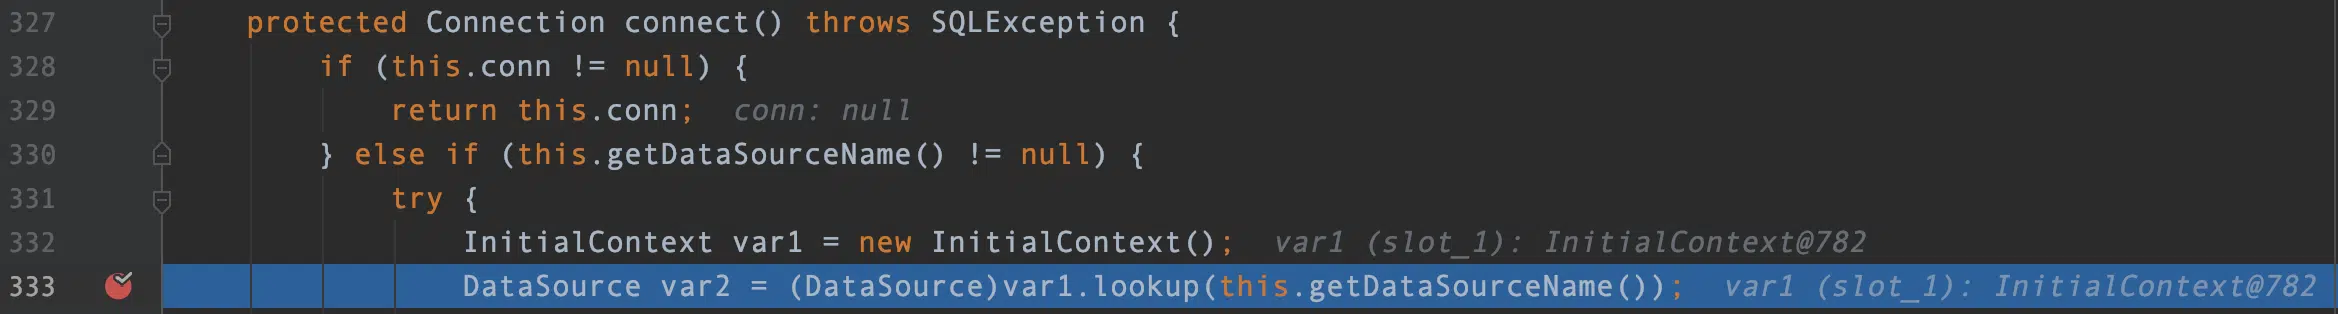 327 protected Connection connect() throws SQLException {
328 if (this.conn != null) {
329 return this.conn; conn: null
330 } else if (this.getDataSourceName() != null) {
331 try {
332 InitialContext var1 = new InitialContext(); var1 (slot_1): InitialContext@782
333 DataSource var2 = (DataSource)var1.lookup(this.getDataSourceName()); var1 (slot_1): InitialContext@782